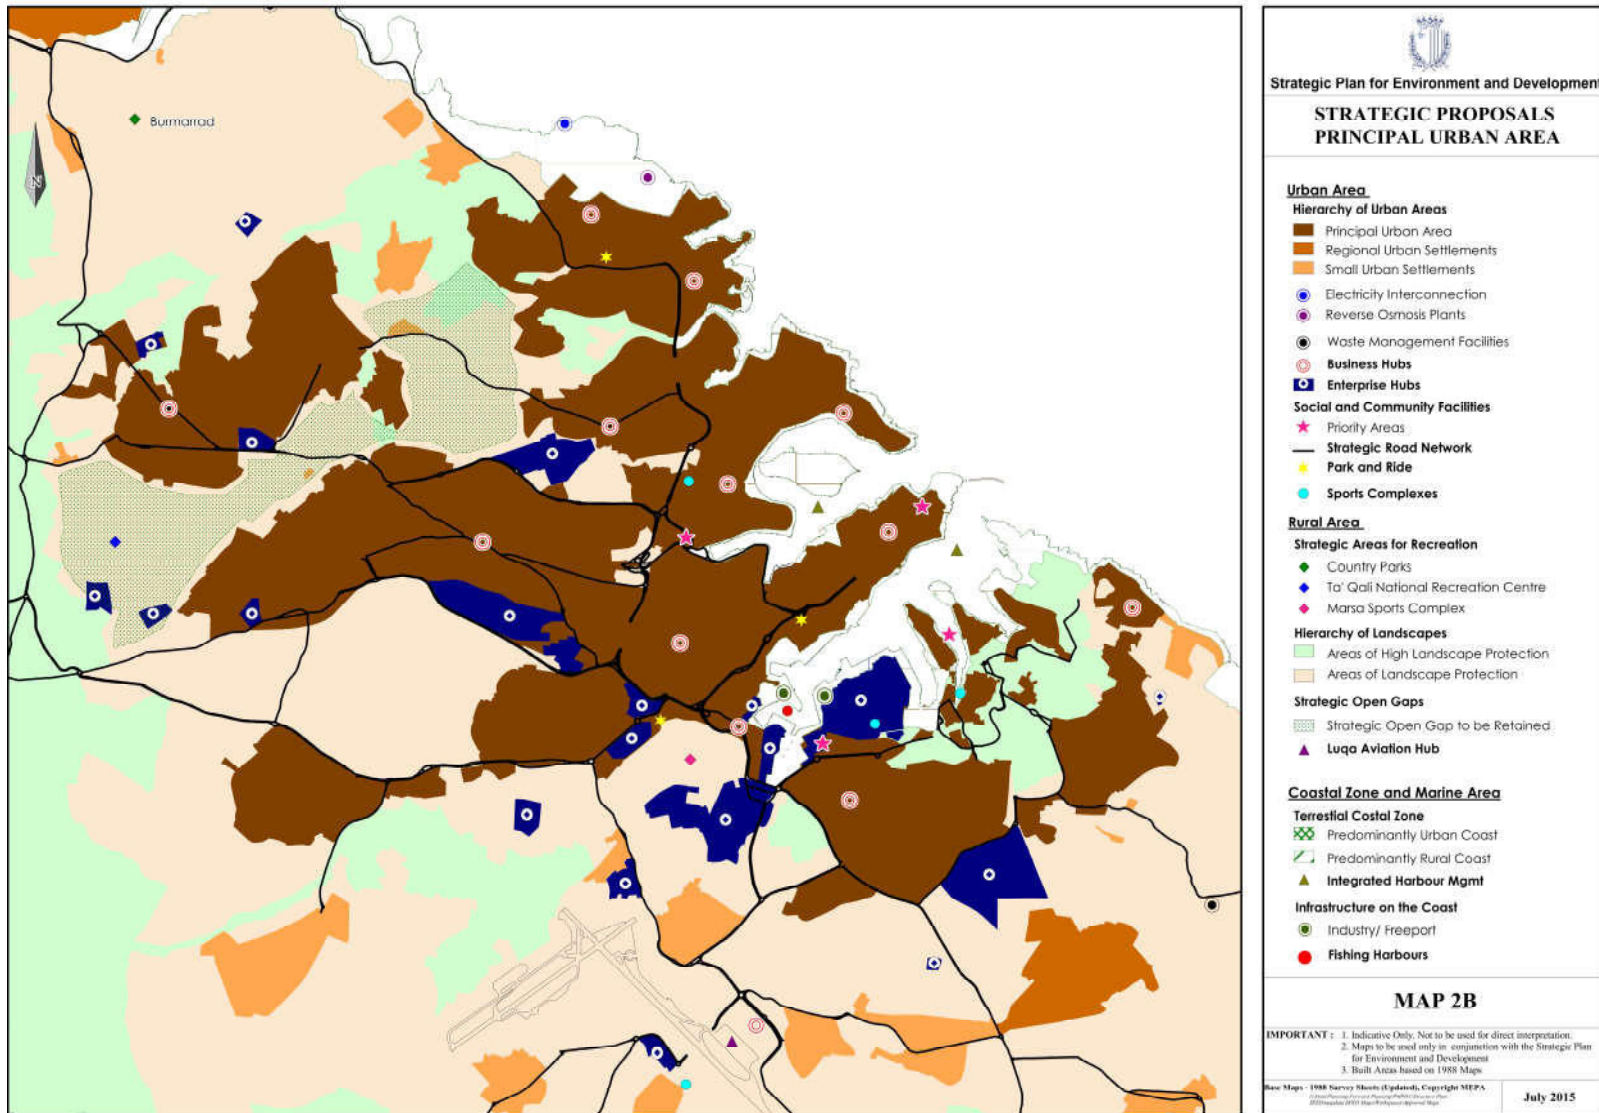 Burmarrad
N
Strategic Plan for Environment and Development
STRATEGIC PROPOSALS
PRINCIPAL URBAN AREA
Urban Area
Hierarchy of Urban Areas
Principal Urban Area
Regional Urban Settlements
Small Urban Settlements
Electricity Interconnection
Reverse Osmosis Plants
Waste Management Facilities
Business Hubs
Enterprise Hubs
Social and Community Facilities
Priority Areas
Strategic Road Network
Park and Ride
Sports Complexes
Rural Area
Strategic Areas for Recreation
Country Parks
Ta' Qali National Recreation Centre
Marsa Sports Complex
Hierarchy of Landscapes
Areas of High Landscape Protection
Areas of Landscape Protection
Strategic Open Gaps
Strategic Open Gap to be Retained
Luqa Aviation Hub
Coastal Zone and Marine Area
Terrestial Costal Zone
Predominantly Urban Coast
Predominantly Rural Coast
Integrated Harbour Mgmt
Infrastructure on the Coast
Industry/ Freeport
Fishing Harbours
MAP 2B
IMPORTANT : 1. Indicative Only. Not to be used for direct interpretation.
2. Maps to be used only in conjunction with the Strategic Plan
for Environment and Development
3. Built Areas based on 1988 Maps
Base Maps - 1988 Survey Sheets (Updated), Copyright MEPA
July 2015